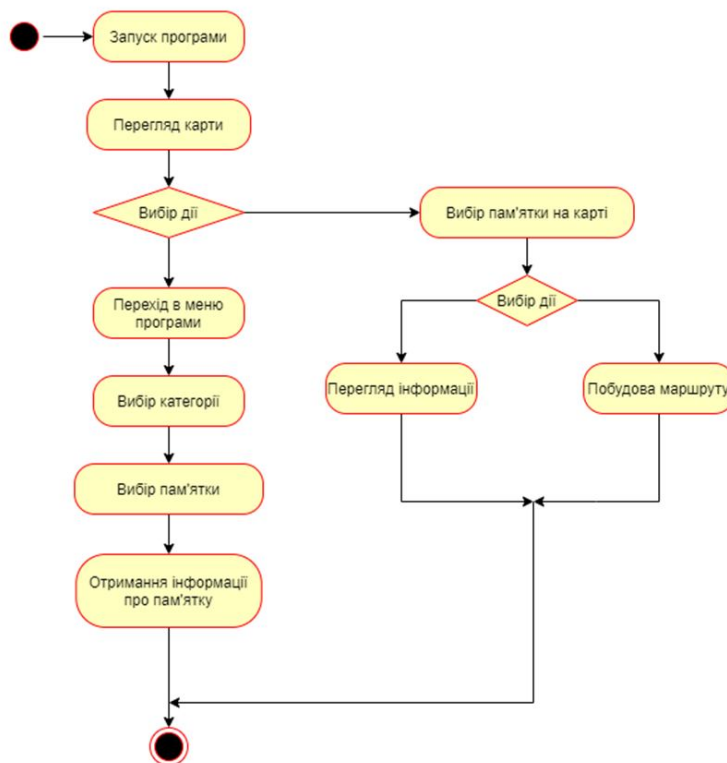 Запуск програми
Перегляд карти
Вибір дії
Вибір пам'ятки на карті
Вибір дії
Перехід в меню
програми
Перегляд інформації
Побудова маршруту
Вибір категорії
Вибір пам'ятки
Отримання інформації
про пам'ятку